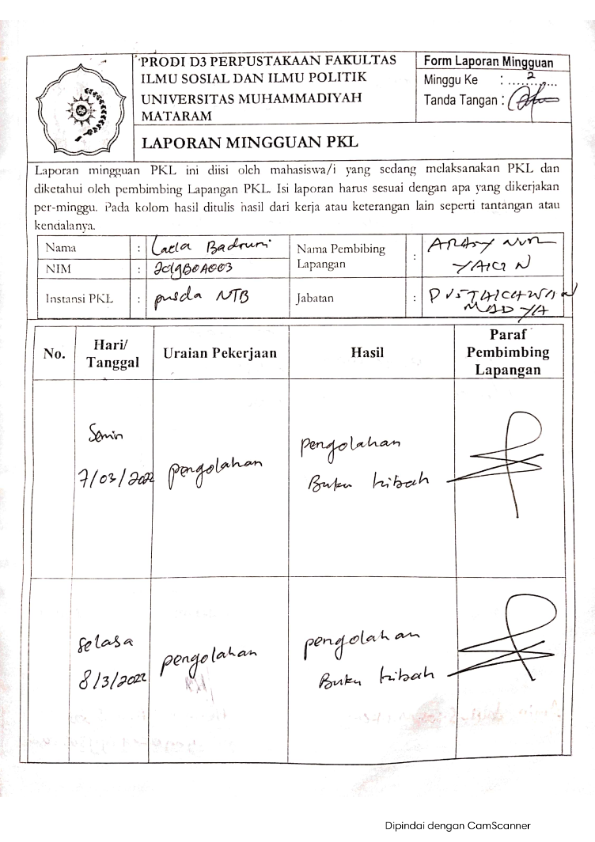 PRODI D3 PERPUSTAKAAN FAKULTAS
ILMU SOSIAL DAN ILMU POLITIK
UNIVERSITAS MUHAMMADIYAH
MATARAM
LAPORAN MINGGUAN PKL
Form Laporan Mingguan
Minggu Ke : ...2......
Tanda Tangan :
Laporan mingguan PKL ini diisi oleh mahasiswa/i yang sedang melaksanakan PKL dan
diketahui oleh pembimbing Lapangan PKL. Isi laporan harus sesuai dengan apa yang dikerjakan
per-minggu. Pada kolom hasil ditulis hasil dari kerja atau keterangan lain seperti tantangan atau
kendalanya.
Nama : Laela Badruni
NIM : 2019B0A003
Instansi PKL : pusda NTB
Nama Pembibing
Lapangan :
YAKIN
Jabatan : PUSTAKAWAN
MADYA
No. Hari/ Tanggal Uraian Pekerjaan Hasil Paraf Pembimbing Lapangan
Senin
7/03/2022 pengolahan pengolahan
Buku hibah
selasa
8/3/2022 pengolahan pengolahan
Buku hibah
Dipindai dengan CamScanner